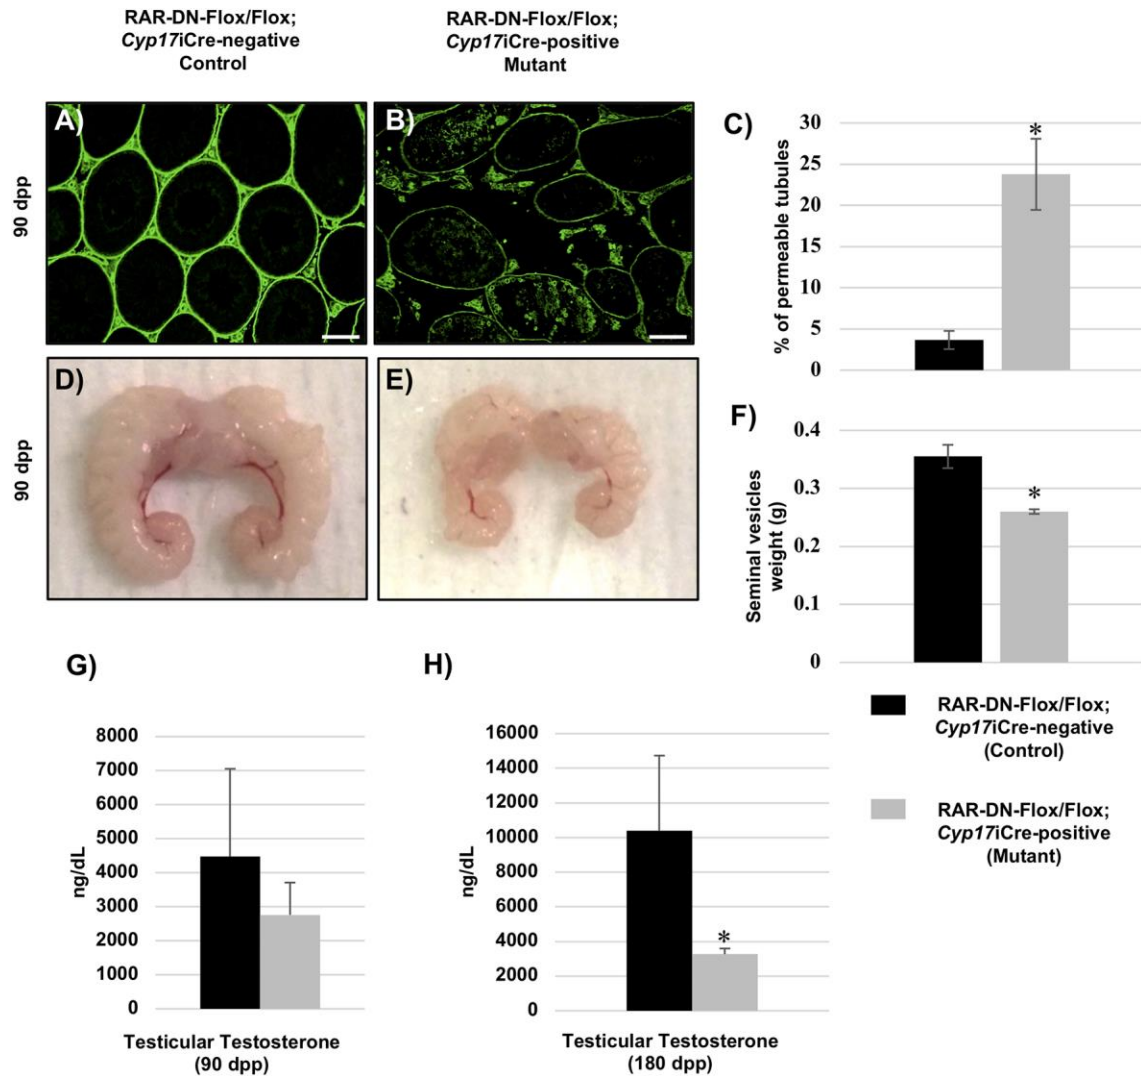 RAR-DN-Flox/Flox;
Cyp17iCre-negative
Control
RAR-DN-Flox/Flox;
Cyp17iCre-positive
Mutant
90 dpp
A)
B)
C)
% of permeable tubules
30
25
20
15
10
5
0
*
90 dpp
D)
E)
F)
Seminal vesicles
weight (g)
0.4
0.3
0.2
0.1
0
*
G)
ng/dL
8000
7000
6000
5000
4000
3000
2000
1000
0
Testicular Testosterone
(90 dpp)
H)
ng/dL
16000
14000
12000
10000
8000
6000
4000
2000
0
*
Testicular Testosterone
(180 dpp)
RAR-DN-Flox/Flox;
Cyp17iCre-negative
(Control)
RAR-DN-Flox/Flox;
Cyp17iCre-positive
(Mutant)